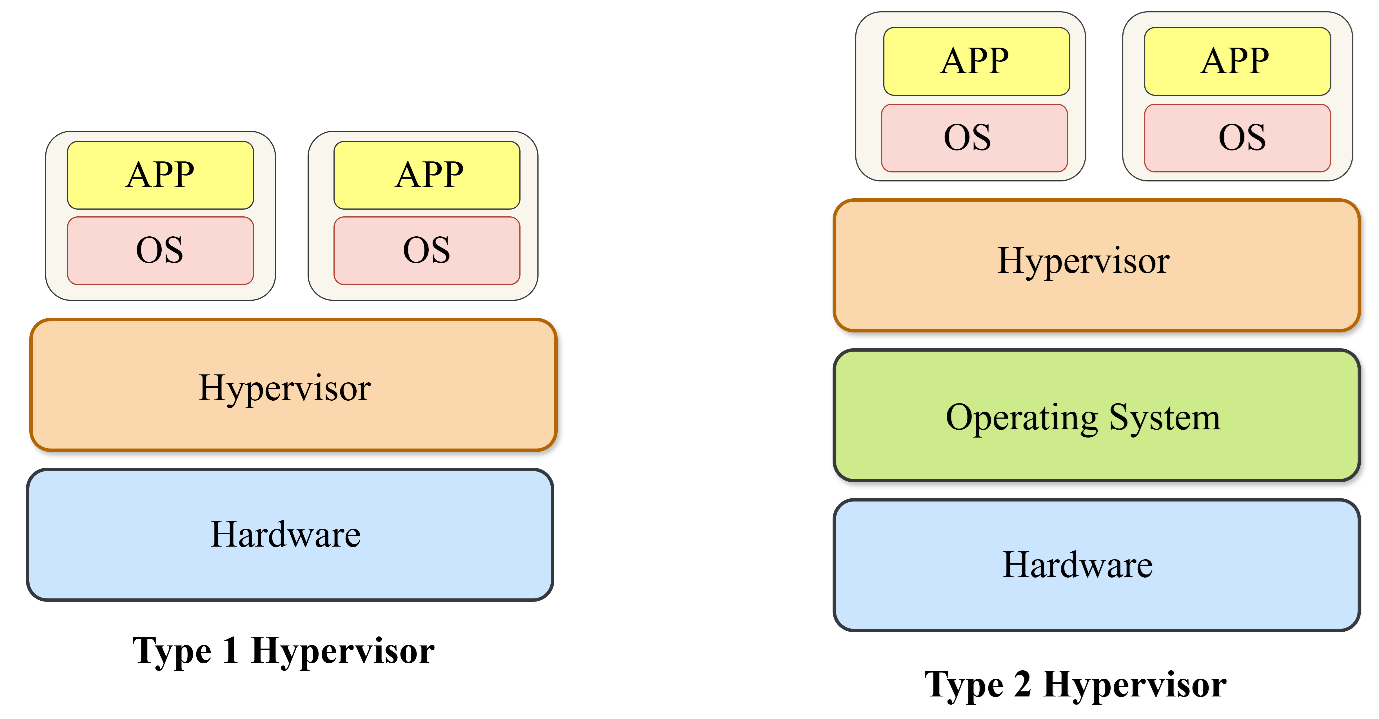 APP
APP
OS
OS
Hypervisor
Hardware
Type 1 Hypervisor
APP
APP
OS
OS
Hypervisor
Operating System
Hardware
Type 2 Hypervisor